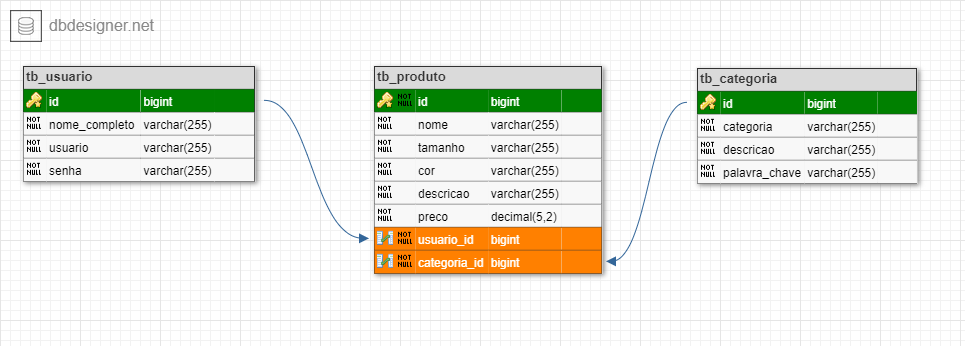 dbdesigner.net
tb_usuario
id bigint
NOT NULL nome_completo varchar(255)
NOT NULL usuario varchar(255)
NOT NULL senha varchar(255)
tb_produto
NOT NULL id bigint
NOT NULL nome varchar(255)
NOT NULL tamanho varchar(255)
NOT NULL cor varchar(255)
NOT NULL descricao varchar(255)
NOT NULL preco decimal(5,2)
NOT NULL usuario_id bigint
NOT NULL categoria_id bigint
tb_categoria
id bigint
NOT NULL categoria varchar(255)
NOT NULL descricao varchar(255)
NOT NULL palavra_chave varchar(255)